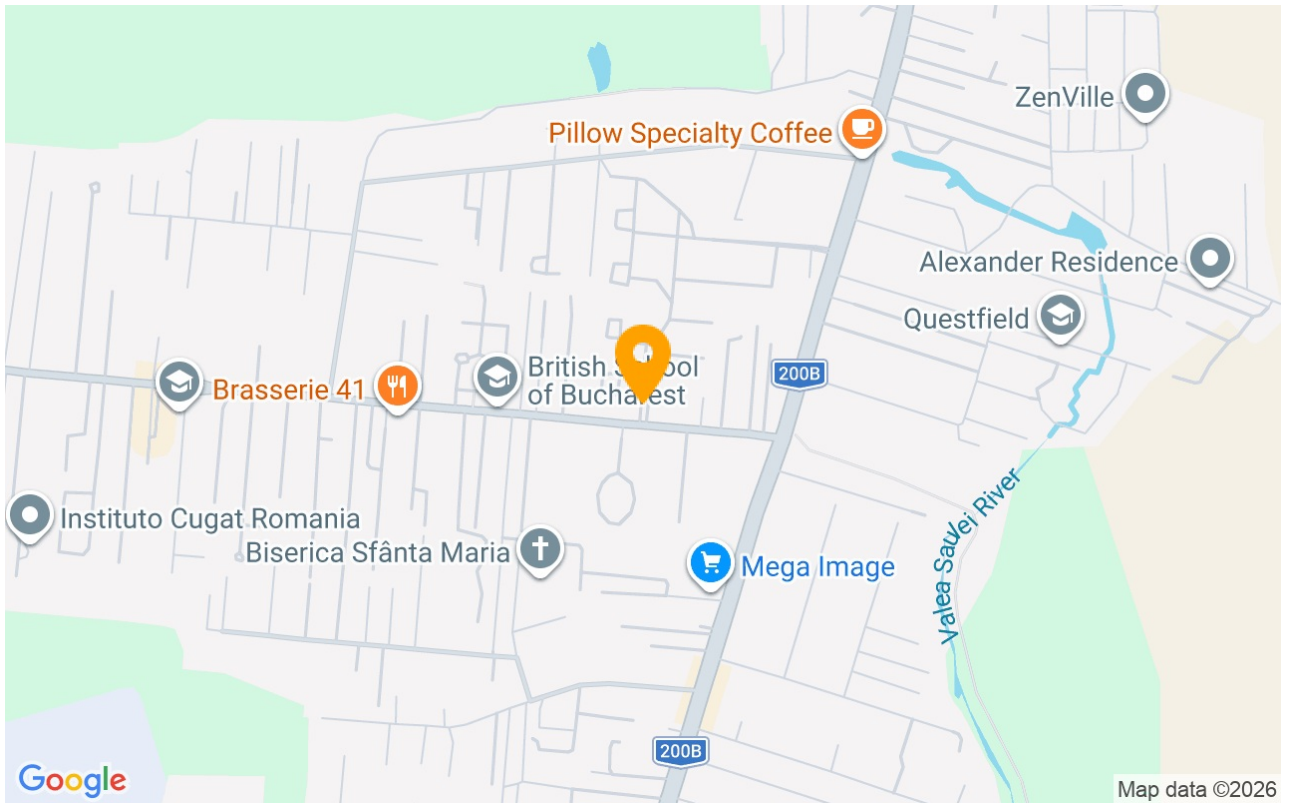 ZenVille
Pillow Specialty Coffee
Alexander Residence
Questfield
British School
of Bucharest
200B
Brasserie 41
Instituto Cugat Romania
Biserica Sfânta Maria
Mega Image
Valea Saulei River
200B
Google
Map data ©2026